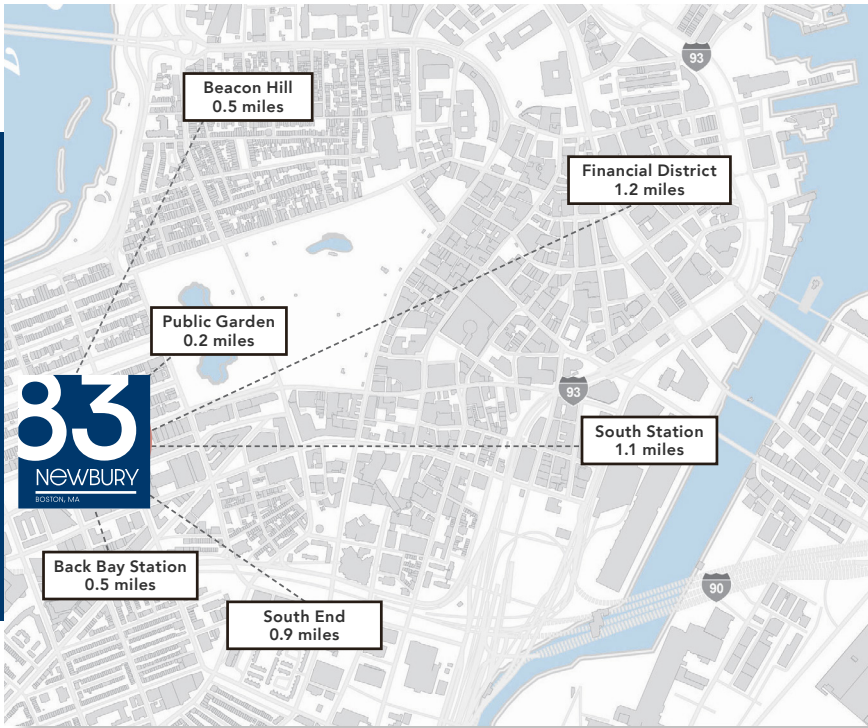 93
Beacon Hill
0.5 miles
Financial District
1.2 miles
Public Garden
0.2 miles
83
NEWBURY
BOSTON, MA
93
South Station
1.1 miles
Back Bay Station
0.5 miles
90
South End
0.9 miles